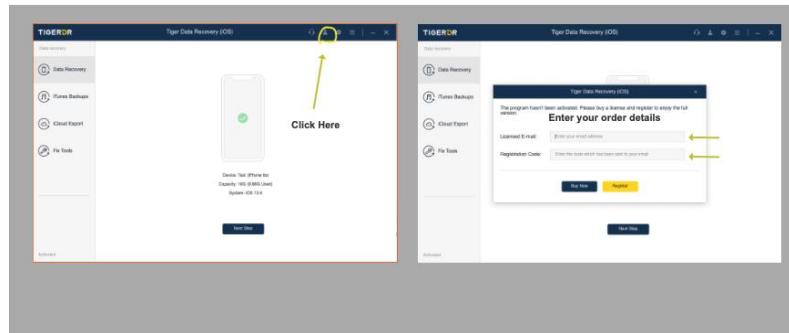 TIGERDR
Tiger Data Recovery (iOS)
Data recovery
Data Recovery
iTunes Backups
iCloud Export
Fix Tools
Click Here
Device: Test iPhone
Capacity: 16G
System: iOS 13.4
Next Step
Activated
TIGERDR
Tiger Data Recovery (iOS)
Data recovery
Data Recovery
iTunes Backups
iCloud Export
Fix Tools
Tiger Data Recovery (iOS)
The program hasn't been activated. Please buy a license and register to enjoy the full
version.
Enter your order details
Licensed E-mail:
Enter your email address
Registration Code:
Enter the code which has been sent to your email
Buy Now
Register
Next Step
Activated